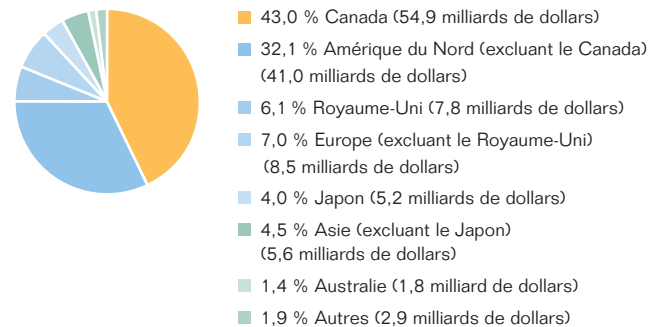 43,0 % Canada (54,9 milliards de dollars)
32,1 % Amérique du Nord (excluant le Canada)
(41,0 milliards de dollars)
6,1 % Royaume-Uni (7,8 milliards de dollars)
7,0 % Europe (excluant le Royaume-Uni)
(8,5 milliards de dollars)
4,0 % Japon (5,2 milliards de dollars)
4,5 % Asie (excluant le Japon)
(5,6 milliards de dollars)
1,4 % Australie (1,8 milliard de dollars)
1,9 % Autres (2,9 milliards de dollars)